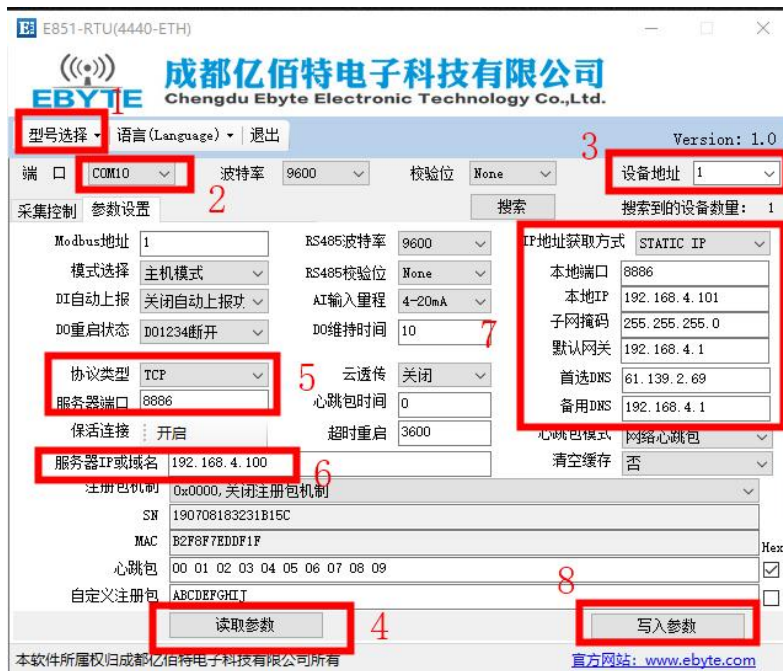 E851-RTU(4440-ETH)
EBYTE
成都亿佰特电子科技有限公司
Chengdu Ebyte Electronic Technology Co.,Ltd.
1
型号选择 语言(Language) 退出
Version: 1.0
3
端 口 COM10 波特率 9600 校验位 None 设备地址 1
2
采集控制 参数设置 搜索 搜索到的设备数量: 1
Modbus地址 1 RS485波特率 9600 IP地址获取方式 STATIC IP
模式选择 主机模式 RS485校验位 None 本地端口 8886
DI自动上报 关闭自动上报功 AI输入量程 4-20mA 本地IP 192.168.4.101
DO重启状态 DO1234断开 DO维持时间 10 7 子网掩码 255.255.255.0
默认网关 192.168.4.1
协议类型 TCP 5 云透传 关闭 首选DNS 61.139.2.69
服务器端口 8886 心跳包时间 0 备用DNS 192.168.4.1
保活连接 开启 超时重启 3600 心跳包模式 网络心跳包
服务器IP或域名 192.168.4.100 6 清空缓存 否
注册包机制 0x0000,关闭注册包机制
SN 190708183231B15C
MAC B2F8F7EDDF1F
Hex
心跳包 00 01 02 03 04 05 06 07 08 09
8
自定义注册包 ABCDEFGHIJ
读取参数 4 写入参数
本软件所属权归成都亿佰特电子科技有限公司所有 官方网站: www.ebyte.com